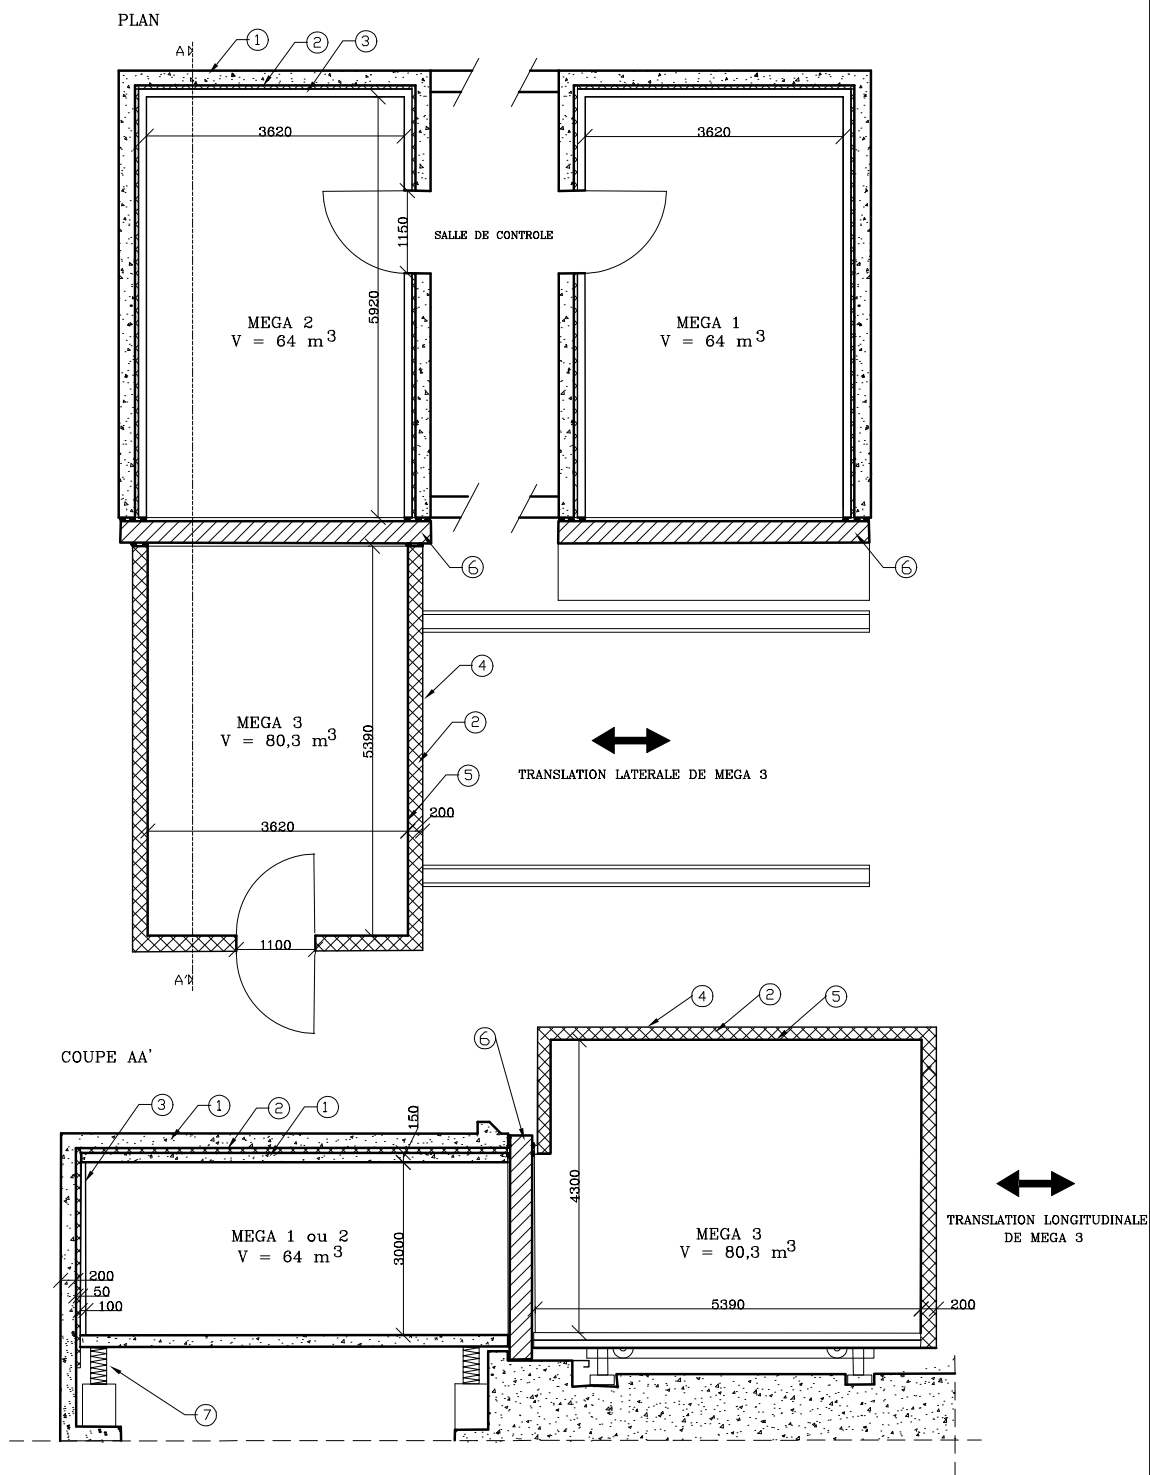 PLAN
A
1
2
3
3620
3620
1150
SALLE DE CONTROLE
5920
MEGA 2
V = 64 m³
MEGA 1
V = 64 m³
6
6
4
MEGA 3
V = 80,3 m³
5390
2
TRANSLATION LATERALE DE MEGA 3
5
200
3620
1100
A'
4
2
5
COUPE AA'
6
3
1
2
1
150
4300
MEGA 1 ou 2
V = 64 m³
3000
MEGA 3
V = 80,3 m³
TRANSLATION LONGITUDINALE
DE MEGA 3
200
50
100
5390
200
7